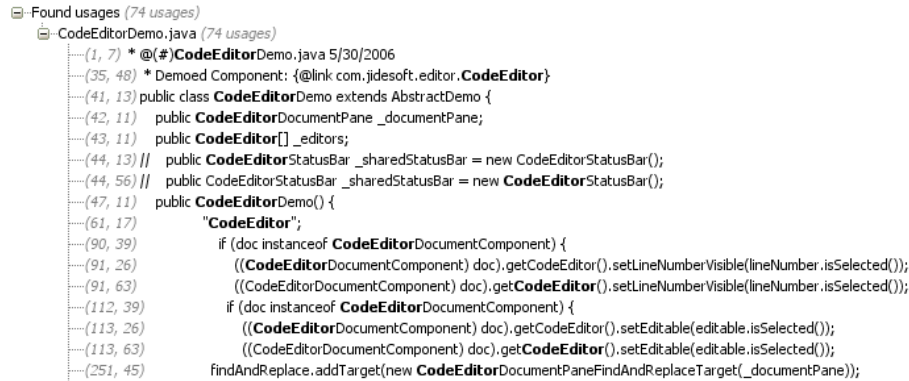 Found usages (74 usages)
CodeEditorDemo.java (74 usages)
(1, 7) * @(#)CodeEditorDemo.java 5/30/2006
(35, 48) * Demoed Component: {@link com.jidesoft.editor.CodeEditor}
(41, 13) public class CodeEditorDemo extends AbstractDemo {
(42, 11) public CodeEditorDocumentPane _documentPane;
(43, 11) public CodeEditor[] _editors;
(44, 13) // public CodeEditorStatusBar _sharedStatusBar = new CodeEditorStatusBar();
(44, 56) // public CodeEditorStatusBar _sharedStatusBar = new CodeEditorStatusBar();
(47, 11) public CodeEditorDemo() {
(61, 17) "CodeEditor";
(90, 39) if (doc instanceof CodeEditorDocumentComponent) {
(91, 26) ((CodeEditorDocumentComponent) doc).getCodeEditor().setLineNumberVisible(lineNumber.isSelected());
(91, 63) ((CodeEditorDocumentComponent) doc).getCodeEditor().setLineNumberVisible(lineNumber.isSelected());
(112, 39) if (doc instanceof CodeEditorDocumentComponent) {
(113, 26) ((CodeEditorDocumentComponent) doc).getCodeEditor().setEditable(editable.isSelected());
(113, 63) ((CodeEditorDocumentComponent) doc).getCodeEditor().setEditable(editable.isSelected());
(251, 45) findAndReplace.addTarget(new CodeEditorDocumentPaneFindAndReplaceTarget(_documentPane));